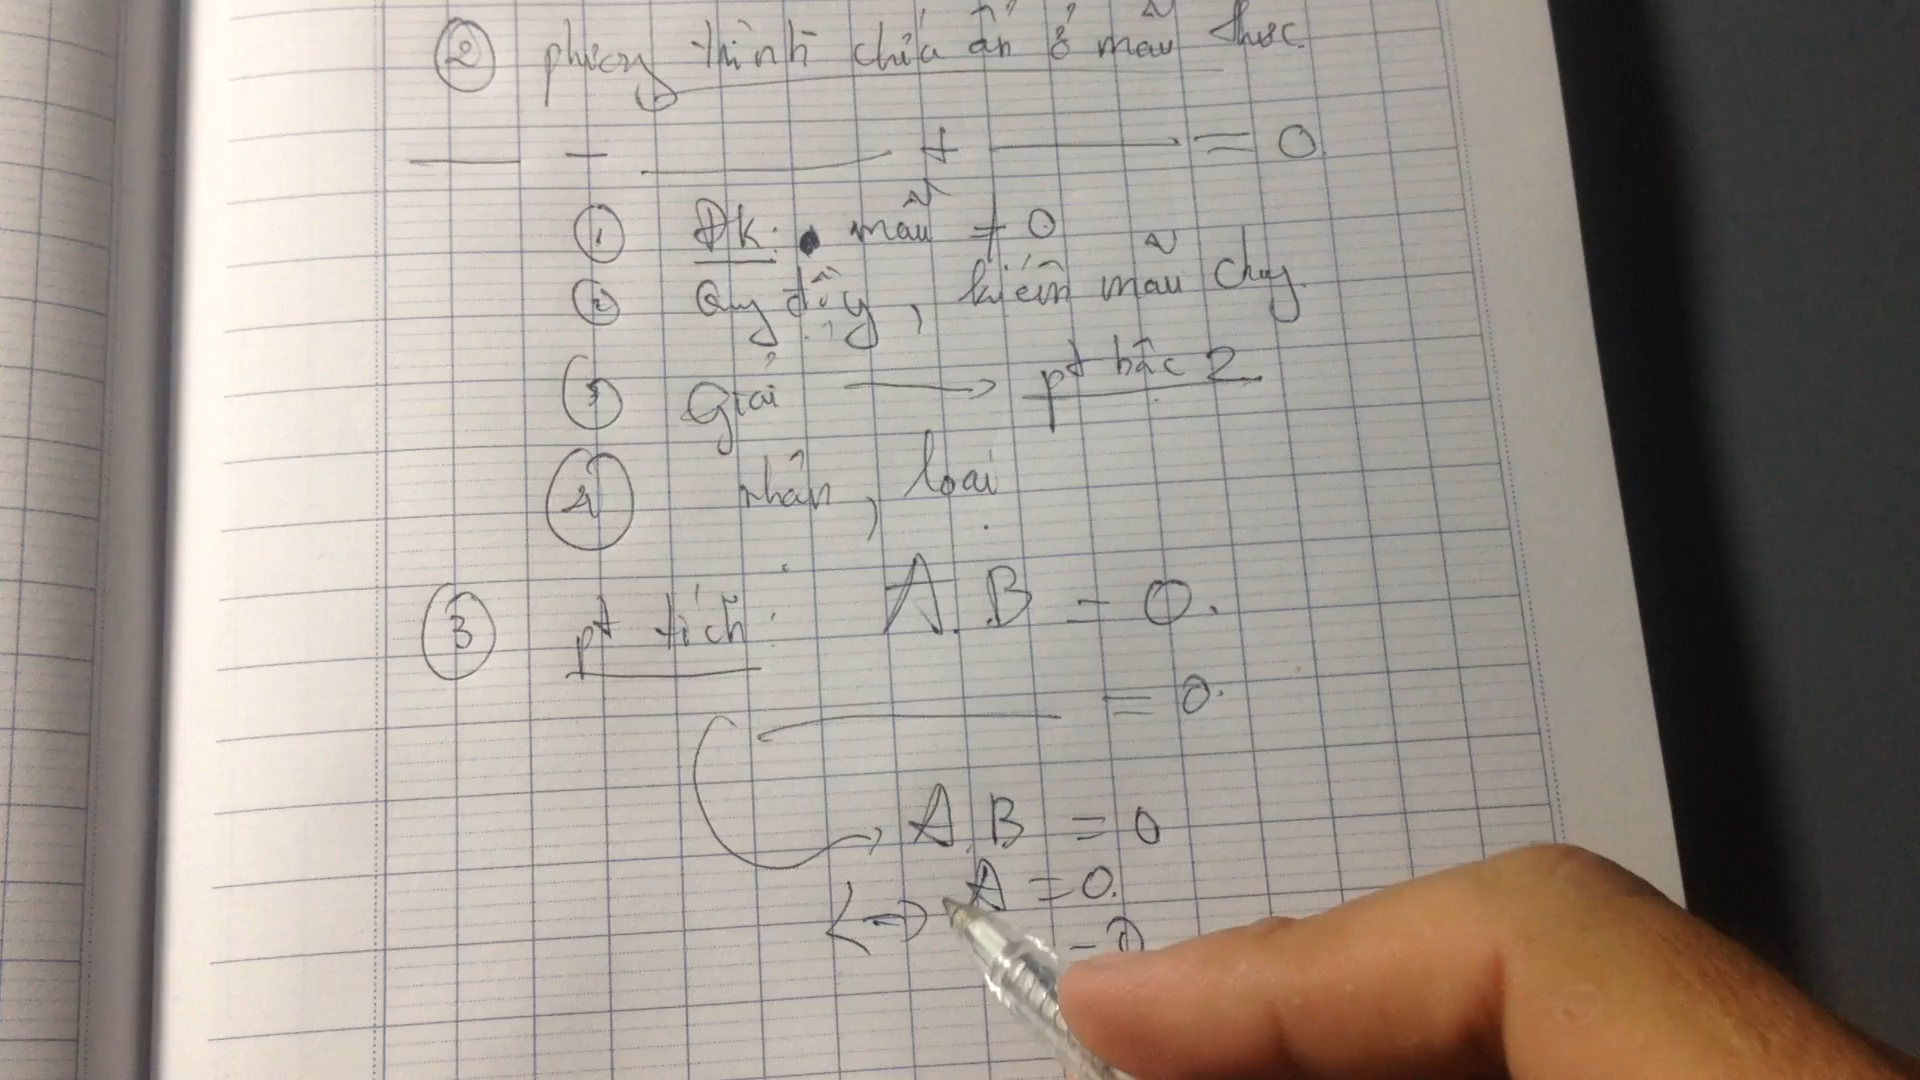 ② phương trình chứa ẩn ở mẫu thức.
— + — + — = 0
① ĐK: mẫu ≠ 0
② Quy đồng, khử mẫu chung.
③ Giải → pt bậc 2
④ nhận, loại
③ pt tích: A.B = 0.
= 0.
→ A.B = 0
<=> A = 0.
= 0